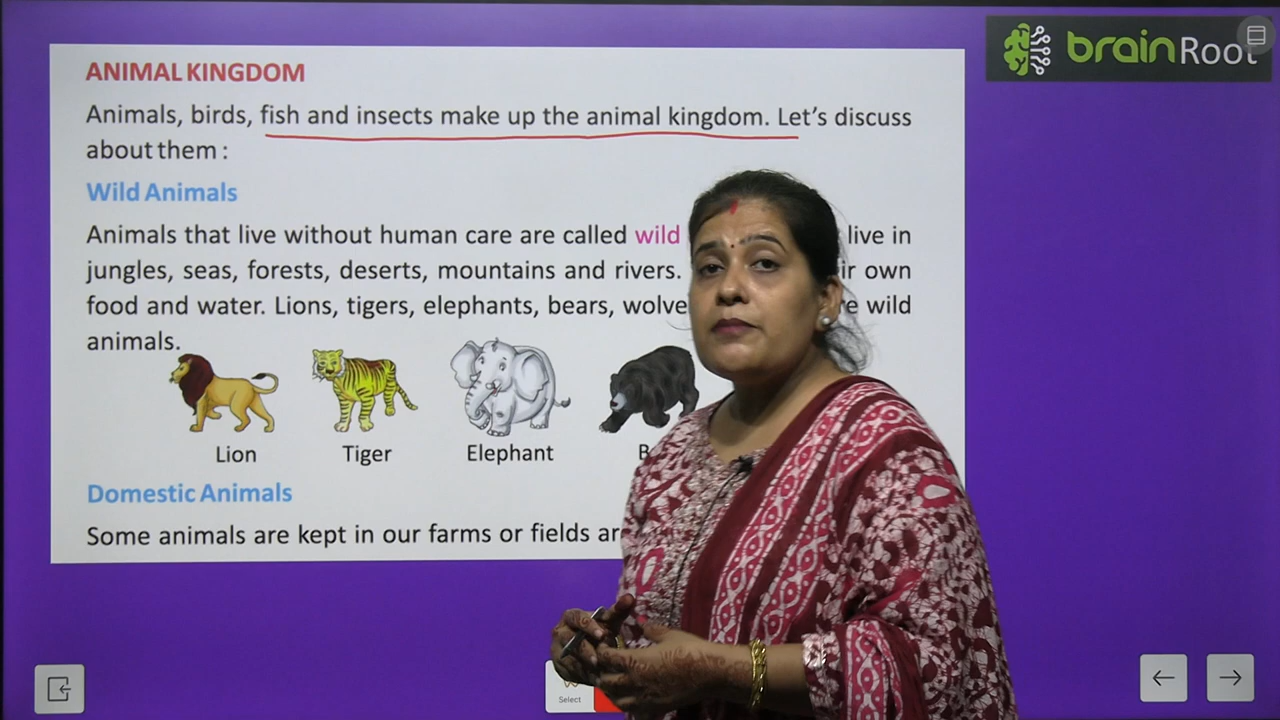 brainRoot
ANIMAL KINGDOM
Animals, birds, fish and insects make up the animal kingdom. Let's discuss
about them :
Wild Animals
Animals that live without human care are called wild live in
jungles, seas, forests, deserts, mountains and rivers. own
food and water. Lions, tigers, elephants, bears, wild
animals.
Lion Tiger Elephant
Domestic Animals
Some animals are kept in our farms or fields
Select